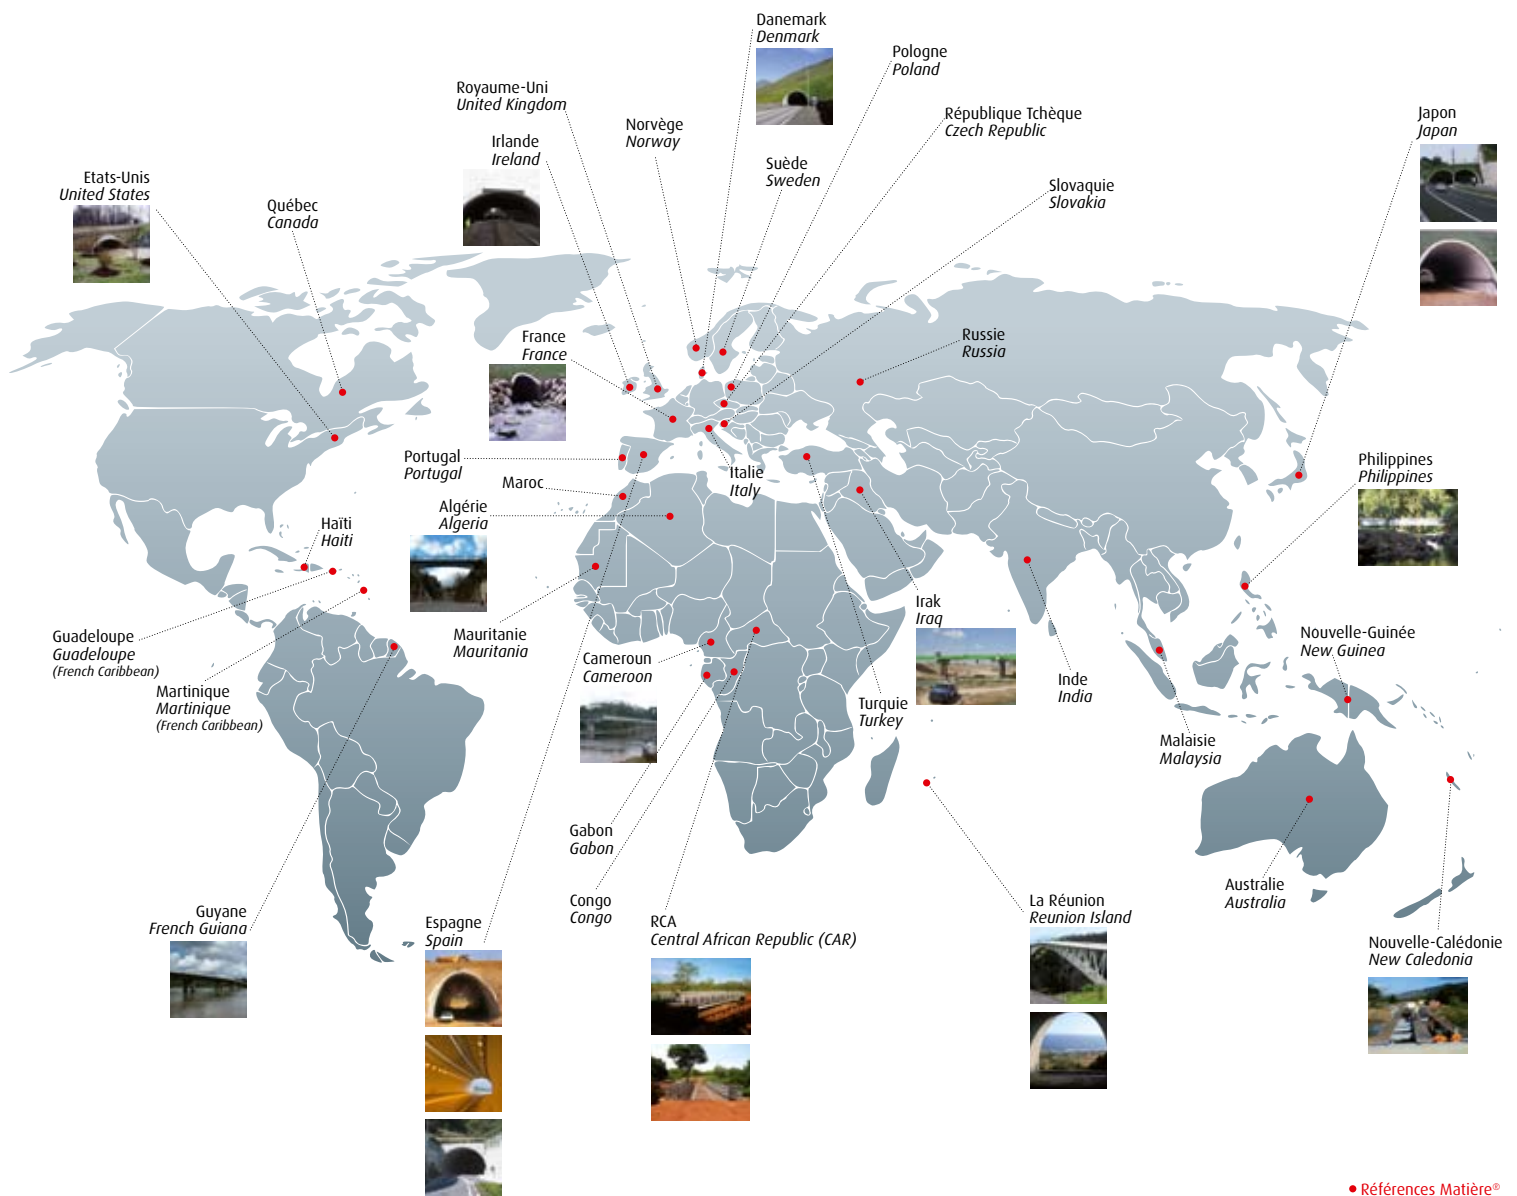 Danemark
Denmark
Pologne
Poland
Royaume-Uni
United Kingdom
Norvège
Norway
République Tchèque
Czech Republic
Japon
Japan
Irlande
Ireland
Suède
Sweden
Etats-Unis
United States
Québec
Canada
Slovaquie
Slovakia
France
France
Russie
Russia
Portugal
Portugal
Italie
Italy
Maroc
Philippines
Philippines
Algérie
Algeria
Haïti
Haiti
Irak
Iraq
Guadeloupe
Guadeloupe
(French Caribbean)
Mauritanie
Mauritania
Cameroun
Cameroon
Nouvelle-Guinée
New Guinea
Martinique
Martinique
(French Caribbean)
Inde
India
Turquie
Turkey
Malaisie
Malaysia
Gabon
Gabon
Congo
Congo
Guyane
French Guiana
Espagne
Spain
RCA
Central African Republic (CAR)
La Réunion
Reunion Island
Australie
Australia
Nouvelle-Calédonie
New Caledonia
• Références Matière®